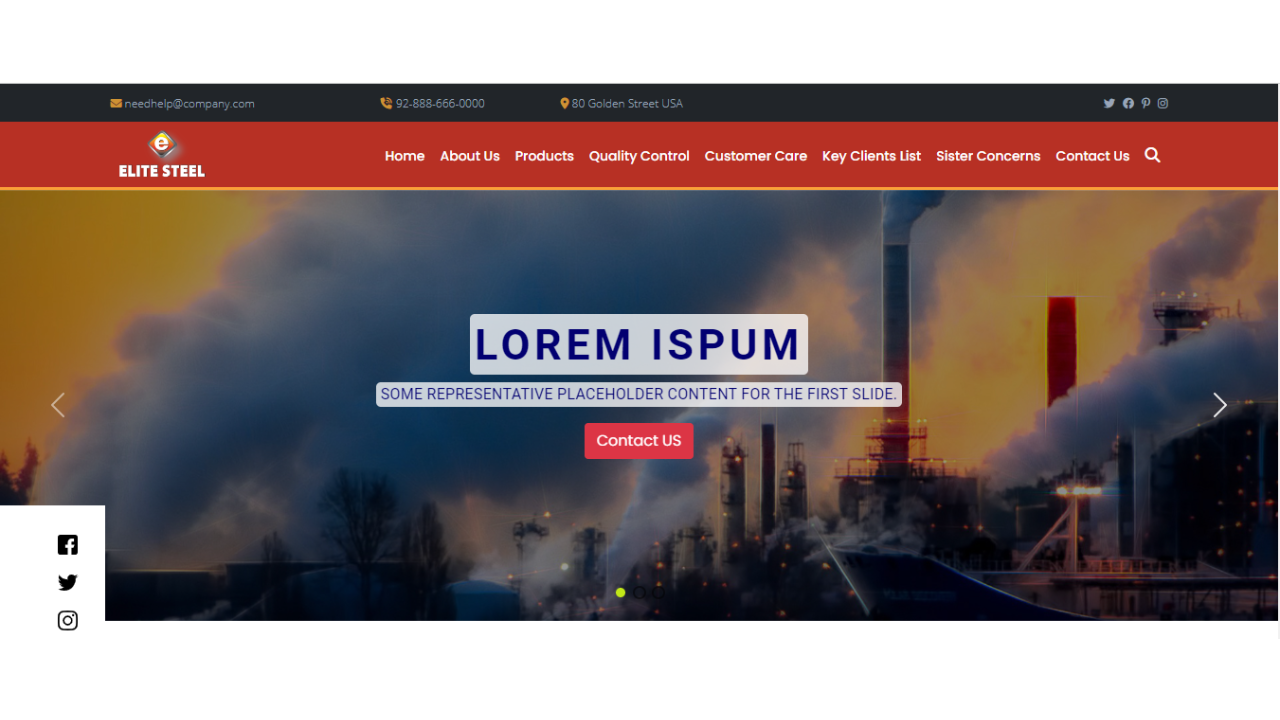 needhelp@company.com 92-888-666-0000 80 Golden Street USA
e
ELITE STEEL
Home About Us Products Quality Control Customer Care Key Clients List Sister Concerns Contact Us
LOREM ISPUM
SOME REPRESENTATIVE PLACEHOLDER CONTENT FOR THE FIRST SLIDE.
Contact US